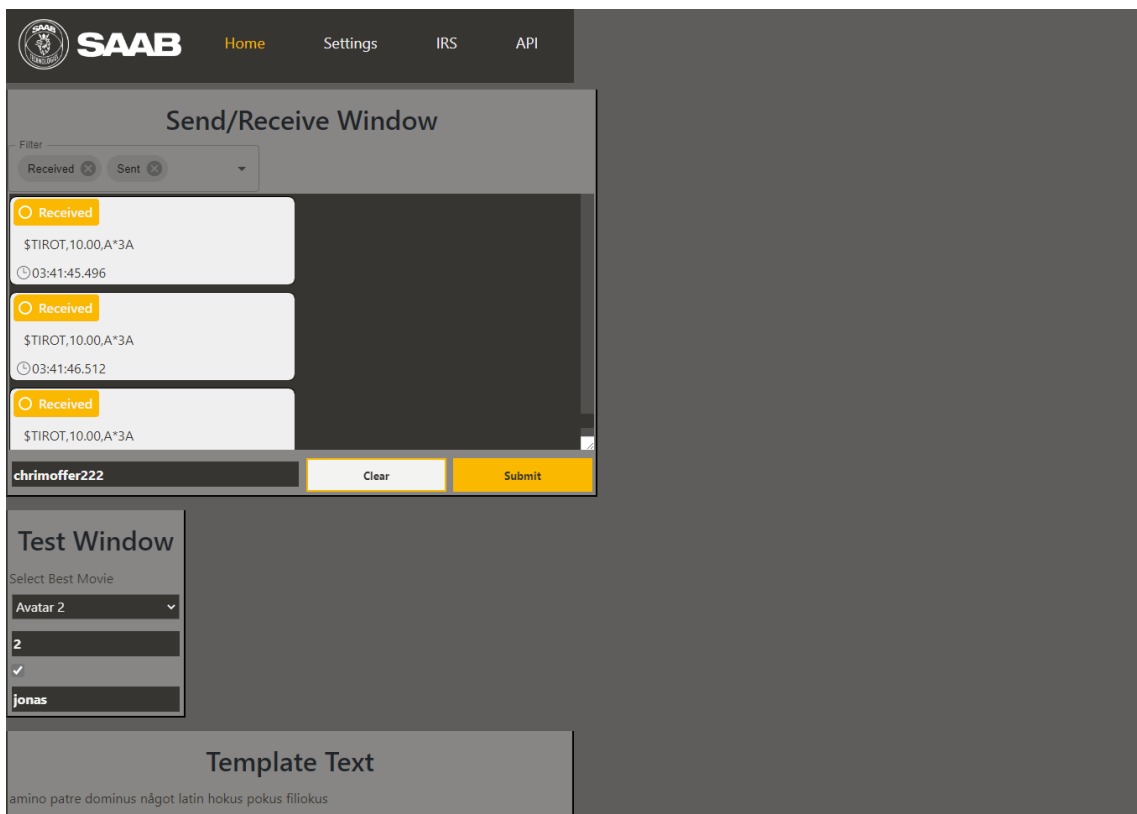 SAAB TECHNOLOGIES SAAB Home Settings IRS API
Send/Receive Window
Filter
Received Sent
Received
$TIROT,10.00,A*3A
03:41:45.496
Received
$TIROT,10.00,A*3A
03:41:46.512
Received
$TIROT,10.00,A*3A
chrimoffer222 Clear Submit
Test Window
Select Best Movie
Avatar 2
2
jonas
Template Text
amino patre dominus något latin hokus pokus filiokus